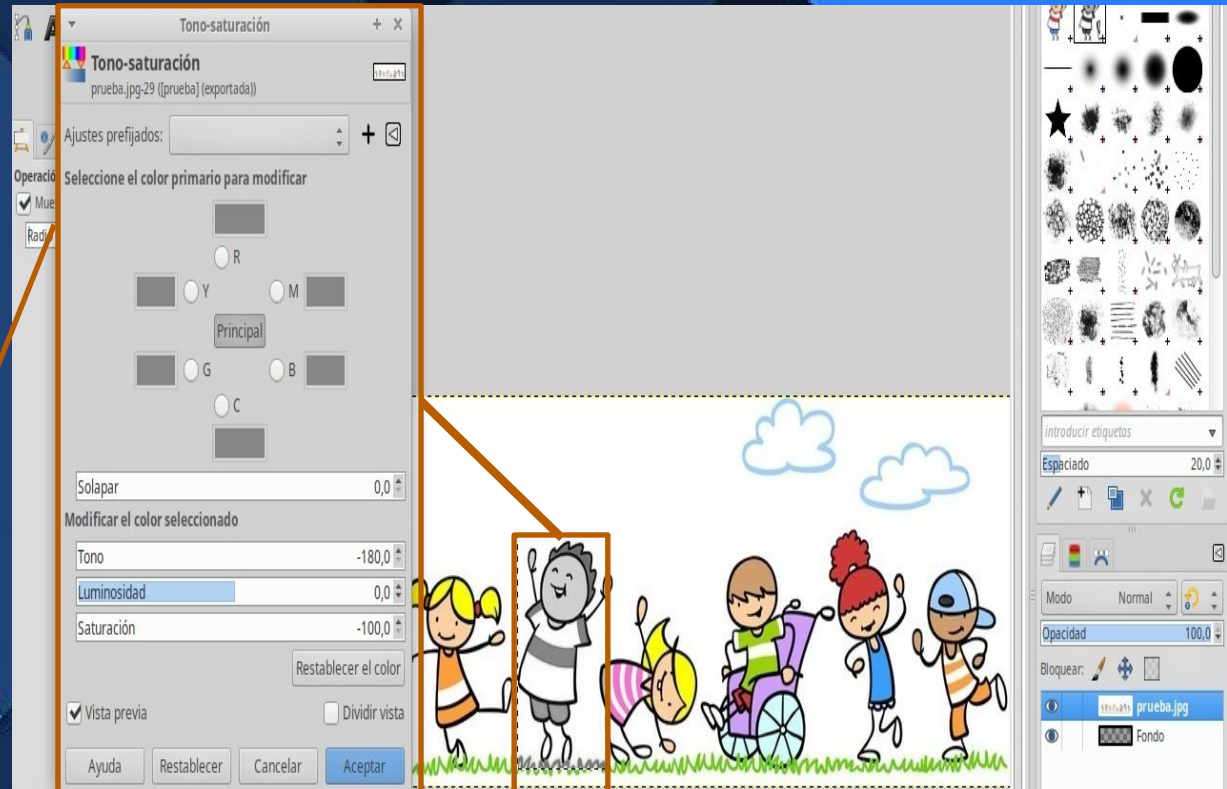 Tono-saturación
Tono-saturación
prueba.jpg-29 ([prueba] (exportada))
Ajustes prefijados:
Operació
Seleccione el color primario para modificar
Mue
Radio
R
Y
M
Principal
G
B
C
Solapar 0,0
Modificar el color seleccionado
Tono -180,0
Luminosidad 0,0
Saturación -100,0
Restablecer el color
Vista previa
Dividir vista
Ayuda
Restablecer
Cancelar
Aceptar
introducir etiquetas
Espaciado 20,0
Modo Normal
Opacidad 100,0
Bloquear:
prueba.jpg
Fondo